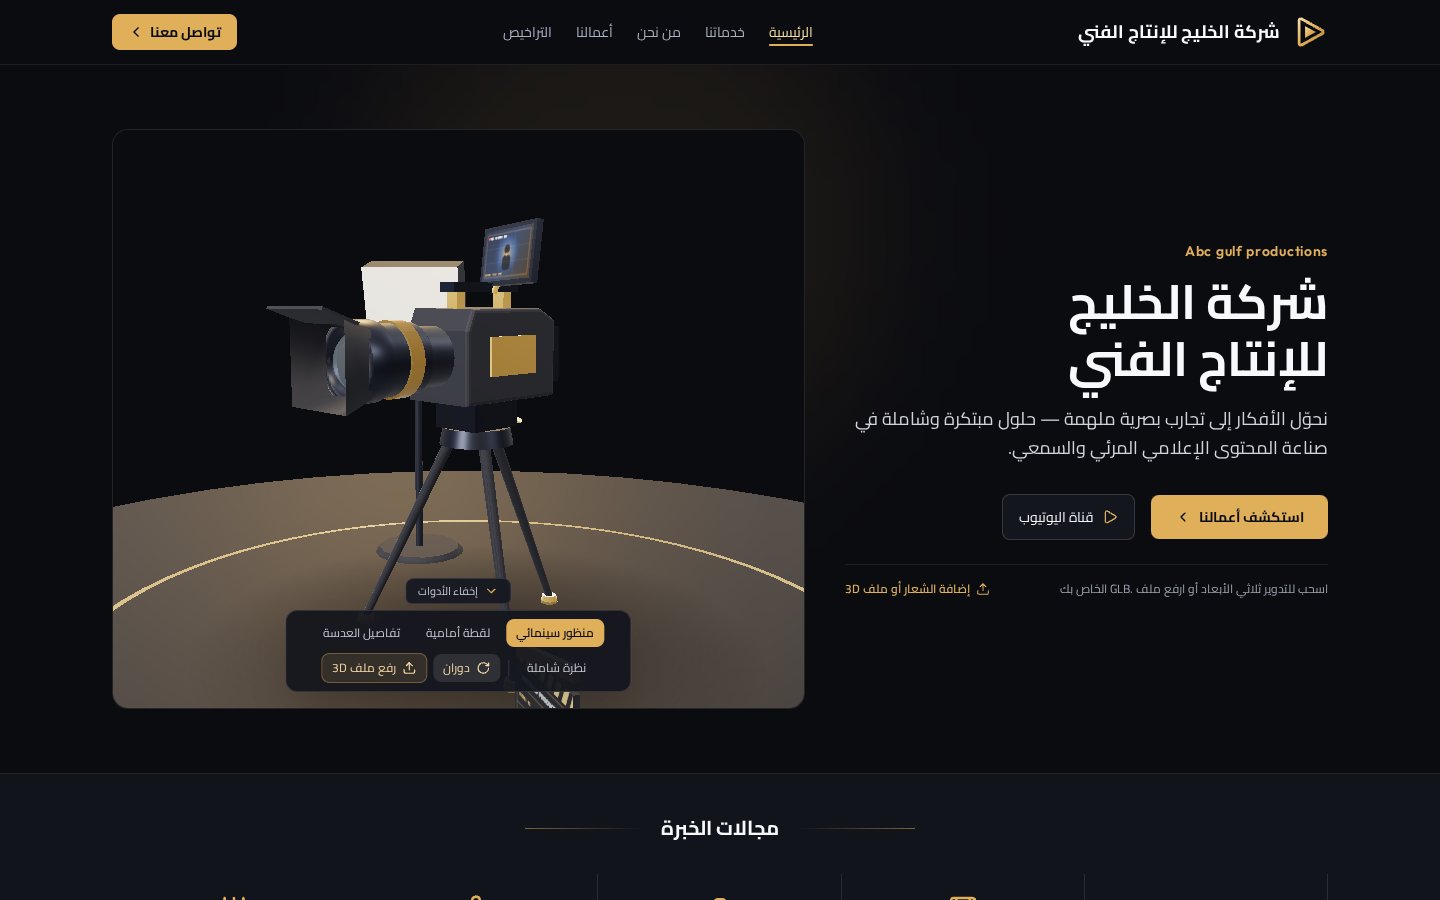 شركة الخليج للإنتاج الفني
الرئيسية
خدماتنا
من نحن
أعمالنا
التراخيص
تواصل معنا
Abc gulf productions
شركة الخليج
للإنتاج الفني
نحوّل الأفكار إلى تجارب بصرية ملهمة — حلول مبتكرة وشاملة في
صناعة المحتوى الإعلامي المرئي والسمعي.
استكشف أعمالنا
قناة اليوتيوب
اسحب للتدوير ثلاثي الأبعاد أو ارفع ملف GLB. الخاص بك
إضافة الشعار أو ملف 3D
إخفاء الأدوات
منظور سينمائي
لقطة أمامية
تفاصيل العدسة
نظرة شاملة
دوران
رفع ملف 3D
مجالات الخبرة